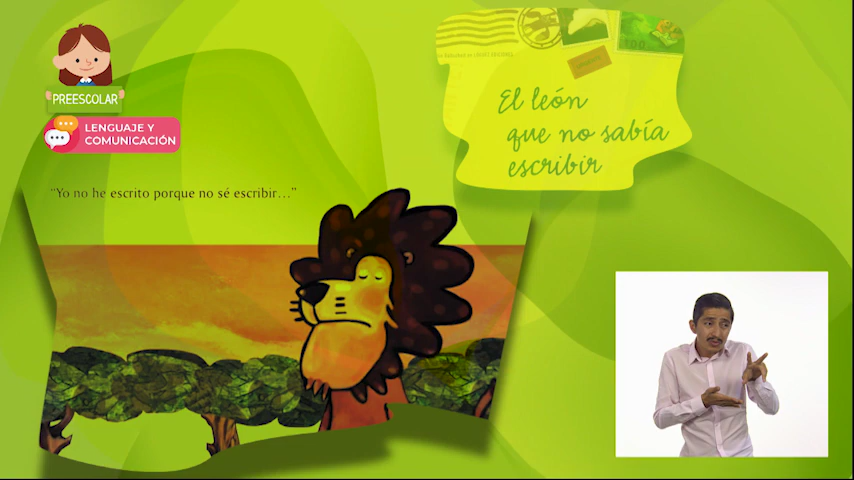 PREESCOLAR
LENGUAJE Y
COMUNICACIÓN
El león
que no sabía
escribir
“Yo no he escrito porque no sé escribir…”